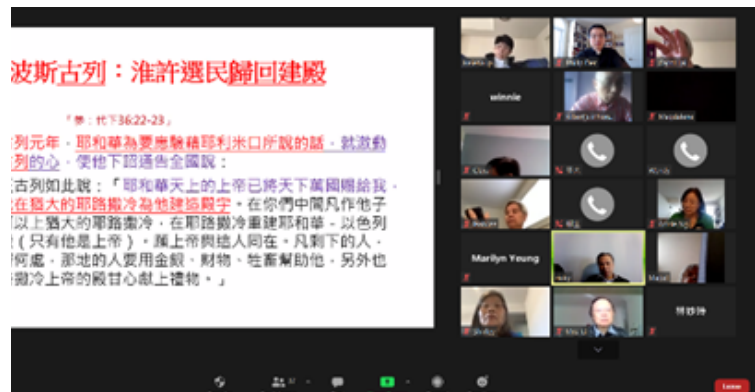 波斯古列：准許選民歸回建殿
「參：代下36:22-23」
列元年，耶和華為要應驗藉耶利米口所說的話，就激動
列的心，使他下詔通告全國說：
古列如此說：「耶和華天上的上帝已將天下萬國賜給我，
在猶大的耶路撒冷為他建造殿宇。在你們中間凡作他子
可以上猶大的耶路撒冷，在耶路撒冷重建耶和華－以色列
（只有他是上帝）。願上帝與這人同在。凡剩下的人，
何處，那地的人要用金銀、財物、牲畜幫助他，另外也
撒冷上帝的殿甘心獻上禮物。」
winnie
Magdalene
Wendy
Marilyn Yeung
Mabel
Shirley
Leave